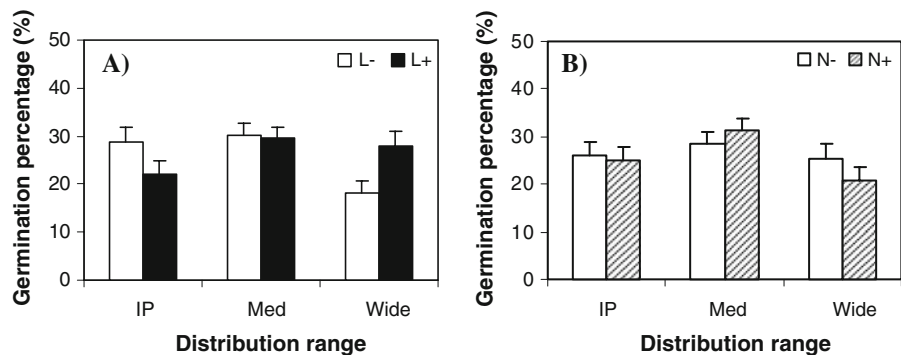 Germination percentage (%)
50
40
30
20
10
0
A)
L-
L+
IP
Med
Wide
Distribution range
Germination percentage (%)
50
40
30
20
10
0
B)
N-
N+
IP
Med
Wide
Distribution range